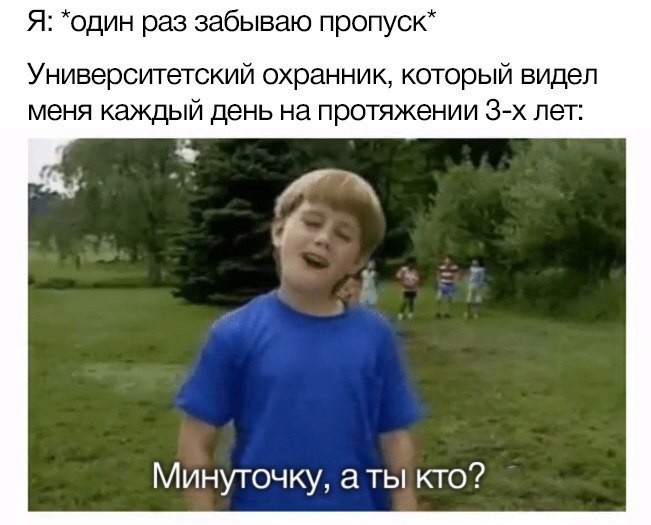 Я: *один раз забываю пропуск*
Университетский охранник, который видел
меня каждый день на протяжении 3-х лет:
Минуточку, а ты кто?